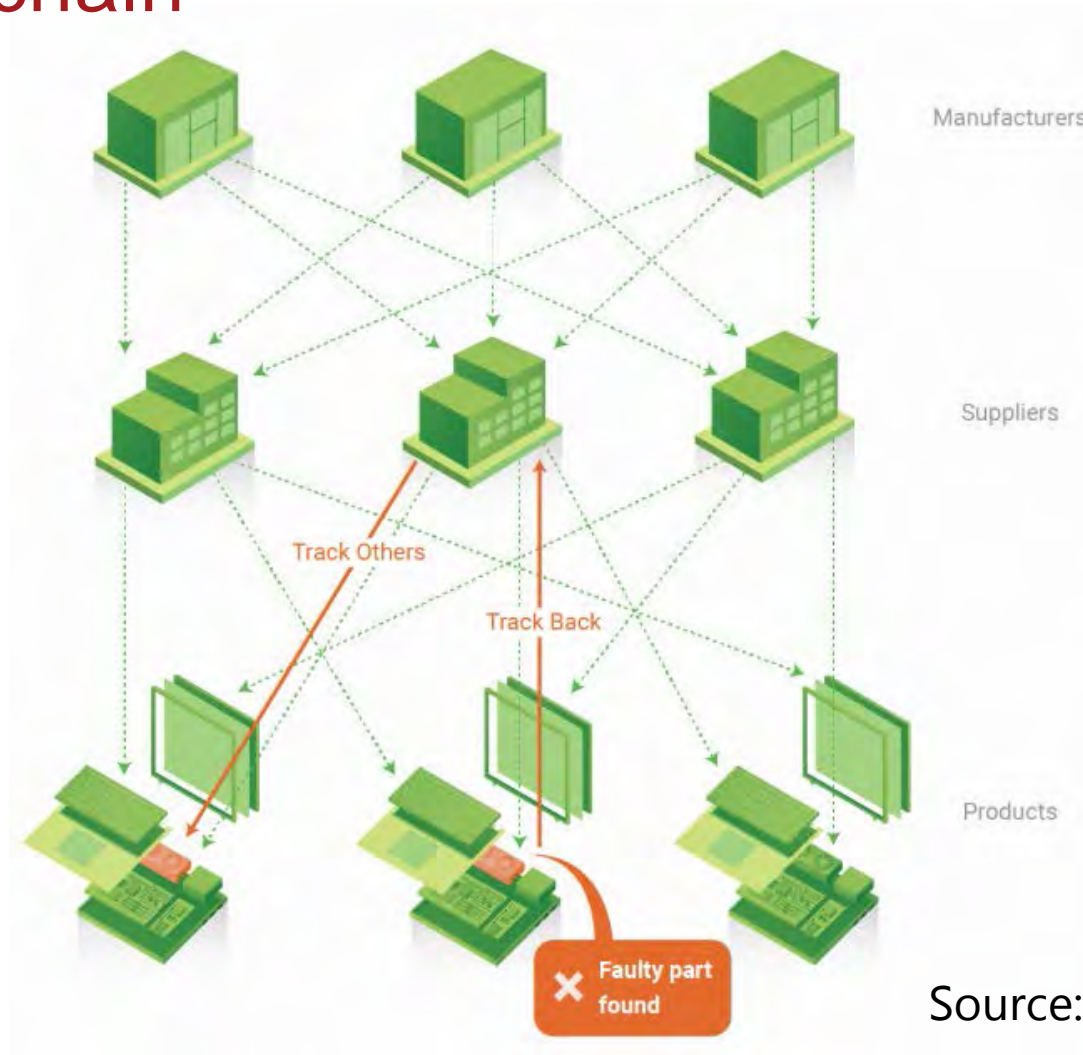 Manufacturers
Suppliers
Track Others
Track Back
Products
Faulty part
found
Source: